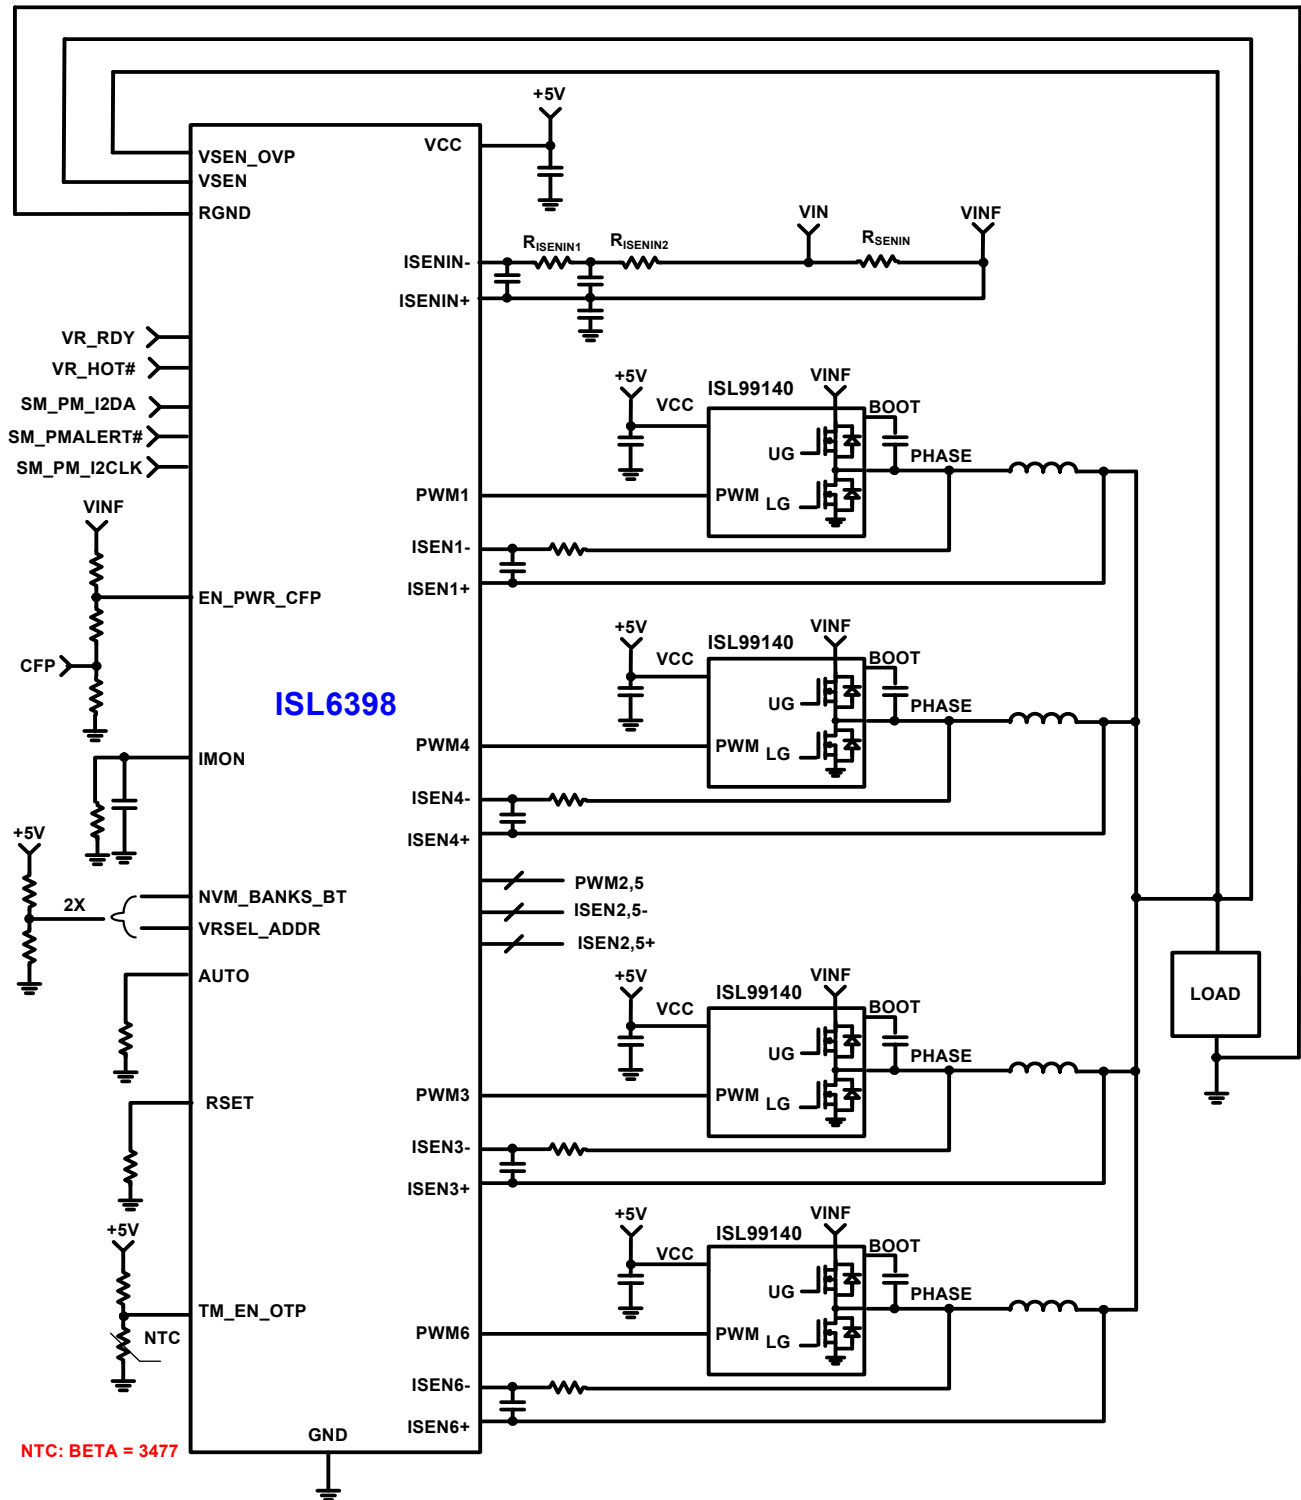 +5V
VSEN_OVP
VCC
VSEN
RGND
VIN
VINF
RISENIN1
RISENIN2
RSENIN
ISENIN-
ISENIN+
VR_RDY
VR_HOT#
SM_PM_I2DA
SM_PMALERT#
SM_PM_I2CLK
+5V
ISL99140
VINF
VCC
BOOT
UG
PHASE
PWM1
PWM
LG
VINF
ISEN1-
ISEN1+
EN_PWR_CFP
CFP
+5V
ISL99140
VINF
VCC
BOOT
UG
PHASE
ISL6398
PWM4
PWM
LG
IMON
ISEN4-
ISEN4+
+5V
PWM2,5
NVM_BANKS_BT
2X
ISEN2,5-
VRSEL_ADDR
ISEN2,5+
AUTO
+5V
ISL99140
VINF
VCC
BOOT
LOAD
UG
PHASE
PWM3
PWM
LG
RSET
ISEN3-
ISEN3+
+5V
+5V
ISL99140
VINF
VCC
BOOT
UG
PHASE
TM_EN_OTP
NTC
PWM6
PWM
LG
ISEN6-
ISEN6+
GND
NTC: BETA = 3477